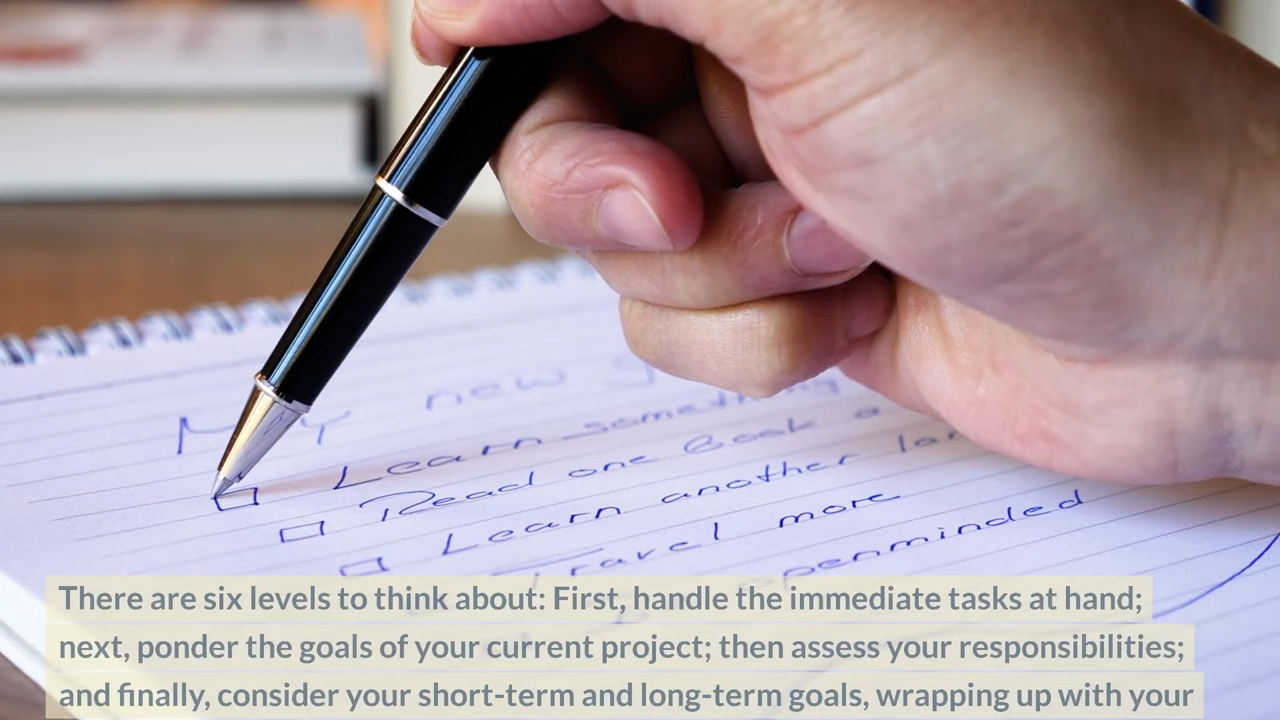 My new
Learn something
Read one Book a
Learn another
Travel more
openminded
There are six levels to think about: First, handle the immediate tasks at hand;
next, ponder the goals of your current project; then assess your responsibilities;
and finally, consider your short-term and long-term goals, wrapping up with your